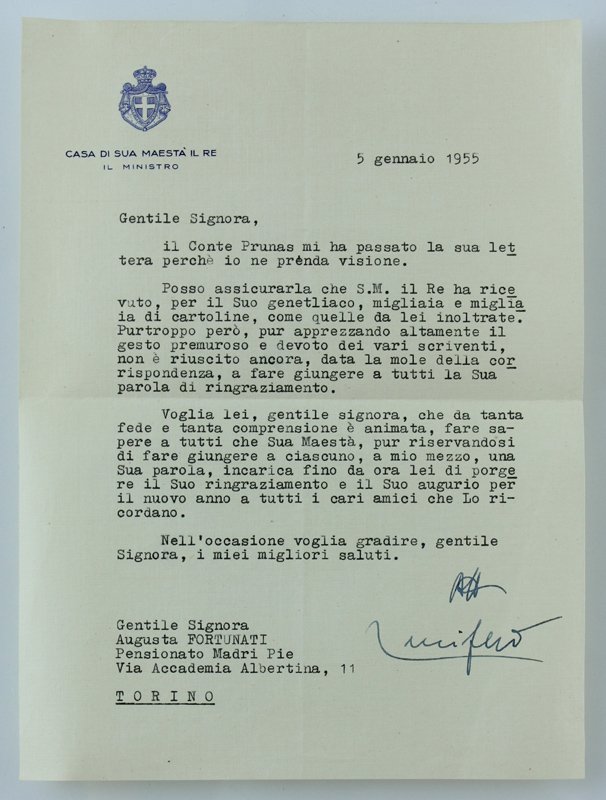 CASA DI SUA MAESTÀ IL RE
IL MINISTRO
5 gennaio 1955
Gentile Signora,
il Conte Prunas mi ha passato la sua let
tera perchè io ne prènda visione.
Posso assicurarla che S.M. il Re ha rice
vuto, per il Suo genetliaco, migliaia e miglia
ia di cartoline, come quelle da lei inoltrate.
Purtroppo però, pur apprezzando altamente il
gesto premuroso e devoto dei vari scriventi,
non è riuscito ancora, data la mole della cor
rispondenza, a fare giungere a tutti la Sua
parola di ringraziamento.
Voglia lei, gentile signora, che da tanta
fede e tanta comprensione è animata, fare sa-
pere a tutti che Sua Maestà, pur riservandosi
di fare giungere a ciascuno, a mio mezzo, una
Sua parola, incarica fino da ora lei di porge
re il Suo ringraziamento e il Suo augurio per
il nuovo anno a tutti i cari amici che Lo ri-
cordano.
Nell'occasione voglia gradire, gentile
Signora, i miei migliori saluti.
Gentile Signora
Augusta FORTUNATI
Pensionato Madri Pie
Via Accademia Albertina, 11
TORINO